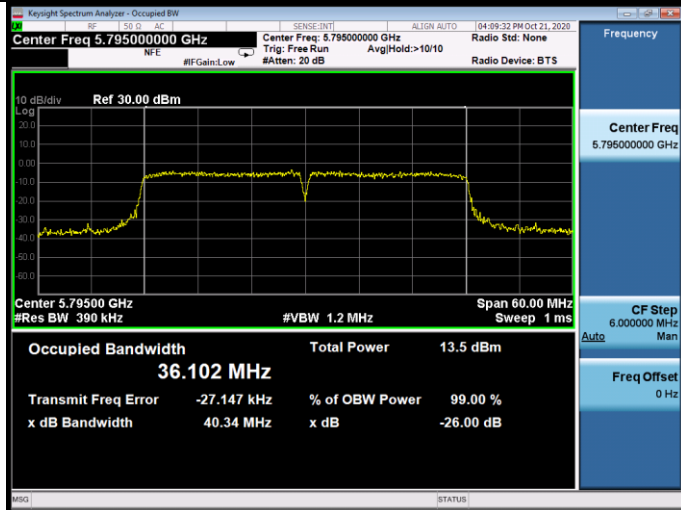 Keysight Spectrum Analyzer - Occupied BW
RF 50 Ω AC SENSE:INT ALIGN AUTO 04:09:32 PM Oct 21, 2020
Center Freq 5.795000000 GHz Center Freq: 5.795000000 GHz Radio Std: None
NFE Trig: Free Run Avg|Hold:>10/10
#IFGain:Low #Atten: 20 dB Radio Device: BTS
Frequency
10 dB/div Ref 30.00 dBm
Log
20.0
10.0
0.00
-10.0
-20.0
-30.0
-40.0
-50.0
-60.0
Center 5.79500 GHz Span 60.00 MHz
#Res BW 390 kHz #VBW 1.2 MHz Sweep 1 ms
Occupied Bandwidth Total Power 13.5 dBm
36.102 MHz
Transmit Freq Error -27.147 kHz % of OBW Power 99.00 %
x dB Bandwidth 40.34 MHz x dB -26.00 dB
Center Freq
5.795000000 GHz
CF Step
6.000000 MHz
Auto Man
Freq Offset
0 Hz
MSG STATUS